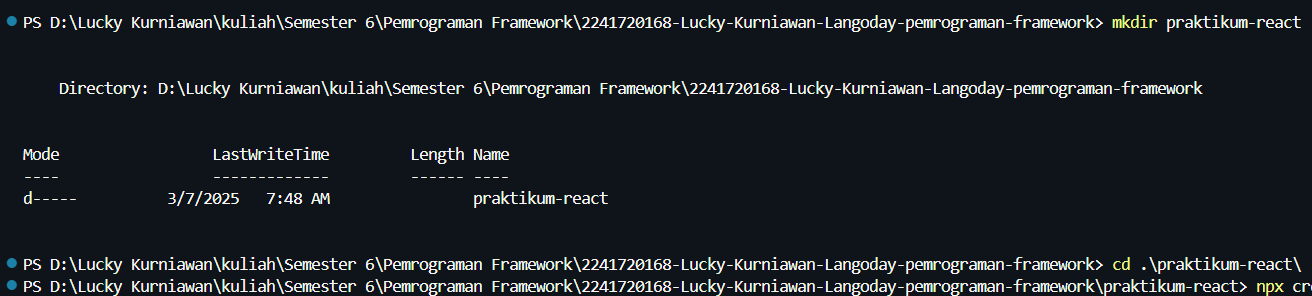 PS D:\Lucky Kurniawan\kuliah\Semester 6\Pemrograman Framework\2241720168-Lucky-Kurniawan-Langoday-pemrograman-framework> mkdir praktikum-react
Directory: D:\Lucky Kurniawan\kuliah\Semester 6\Pemrograman Framework\2241720168-Lucky-Kurniawan-Langoday-pemrograman-framework
Mode LastWriteTime Length Name
---- ------------- ------ ----
d----- 3/7/2025 7:48 AM praktikum-react
PS D:\Lucky Kurniawan\kuliah\Semester 6\Pemrograman Framework\2241720168-Lucky-Kurniawan-Langoday-pemrograman-framework> cd .\praktikum-react\
PS D:\Lucky Kurniawan\kuliah\Semester 6\Pemrograman Framework\2241720168-Lucky-Kurniawan-Langoday-pemrograman-framework\praktikum-react> npx